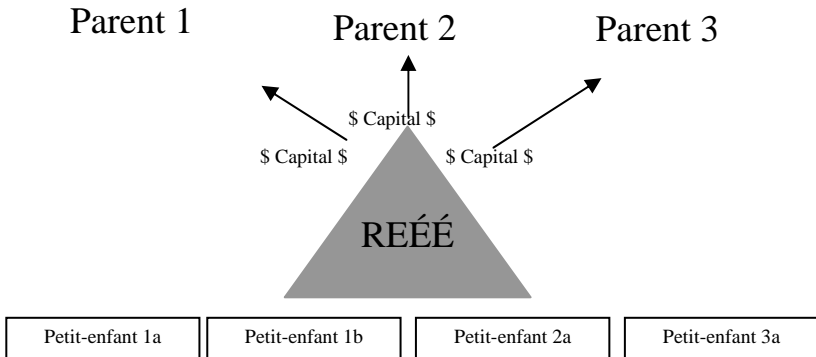 Parent 1
Parent 2
Parent 3
$ Capital $
$ Capital $
$ Capital $
REÉÉ
Petit-enfant 1a
Petit-enfant 1b
Petit-enfant 2a
Petit-enfant 3a